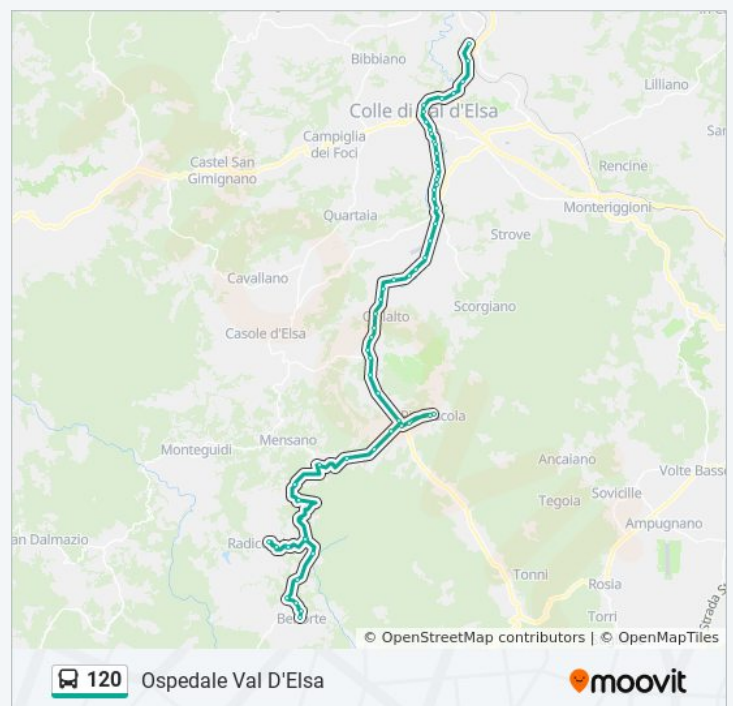 Bibbiano
Lilliano
Colle di Val d'Elsa
Campiglia
dei Foci
Castel San
Gimignano
Rencine
Monteriggioni
Quartaia
Strove
Cavallano
Scorgiano
Casole d'Elsa
Mensano
Monteguidi
Ancaiano
Volte Basse
Sovicille
Tegoia
Ampugnano
an Dalmazio
Tonni
Rosia
Torri
Strada S
© OpenStreetMap contributors | © OpenMapTiles
120 Ospedale Val D'Elsa
moovit